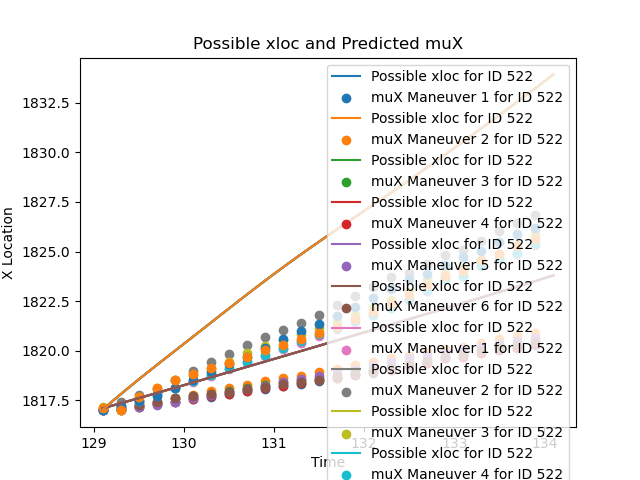 Possible xloc and Predicted muX
X Location
1832.5
1830.0
1827.5
1825.0
1822.5
1820.0
1817.5
129
130
131
132
133
134
Time
Possible xloc for ID 522
muX Maneuver 1 for ID 522
Possible xloc for ID 522
muX Maneuver 2 for ID 522
Possible xloc for ID 522
muX Maneuver 3 for ID 522
Possible xloc for ID 522
muX Maneuver 4 for ID 522
Possible xloc for ID 522
muX Maneuver 5 for ID 522
Possible xloc for ID 522
muX Maneuver 6 for ID 522
Possible xloc for ID 522
muX Maneuver 1 for ID 522
Possible xloc for ID 522
muX Maneuver 2 for ID 522
Possible xloc for ID 522
muX Maneuver 3 for ID 522
Possible xloc for ID 522
muX Maneuver 4 for ID 522